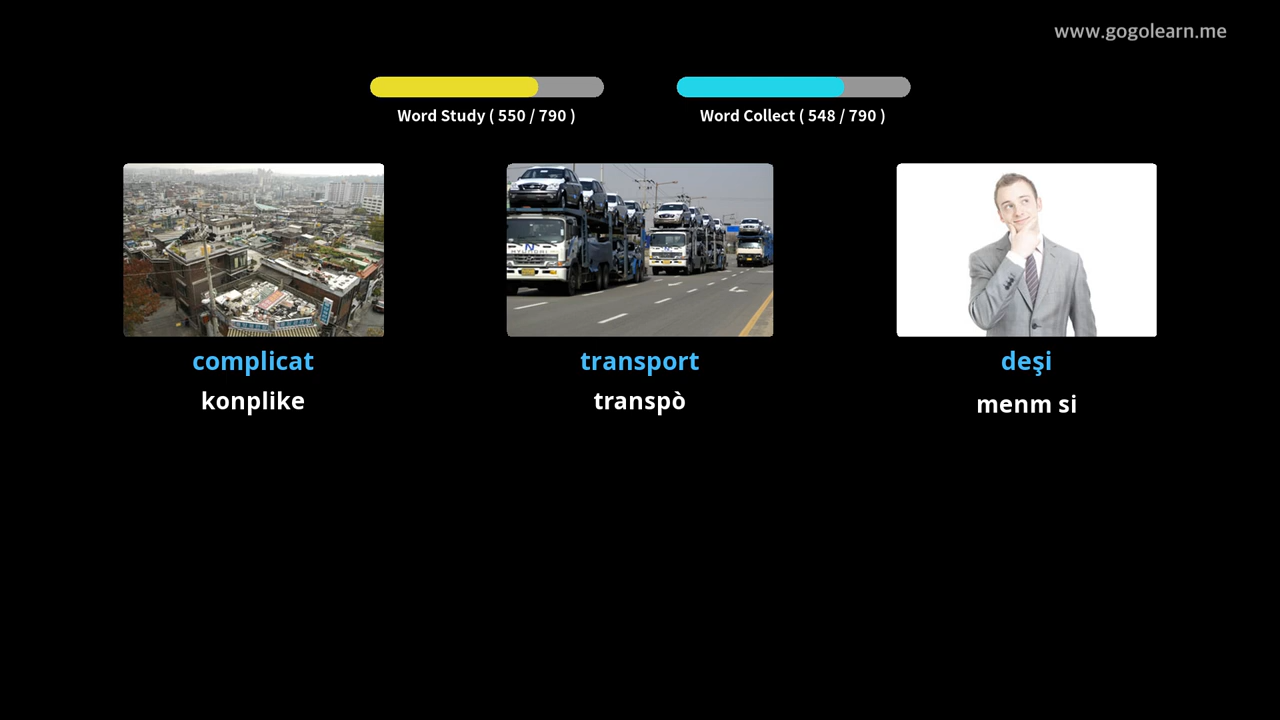 www.gogolearn.me
Word Study ( 550 / 790 )
Word Collect ( 548 / 790 )
complicat
transport
deşi
konplike
transpò
menm si